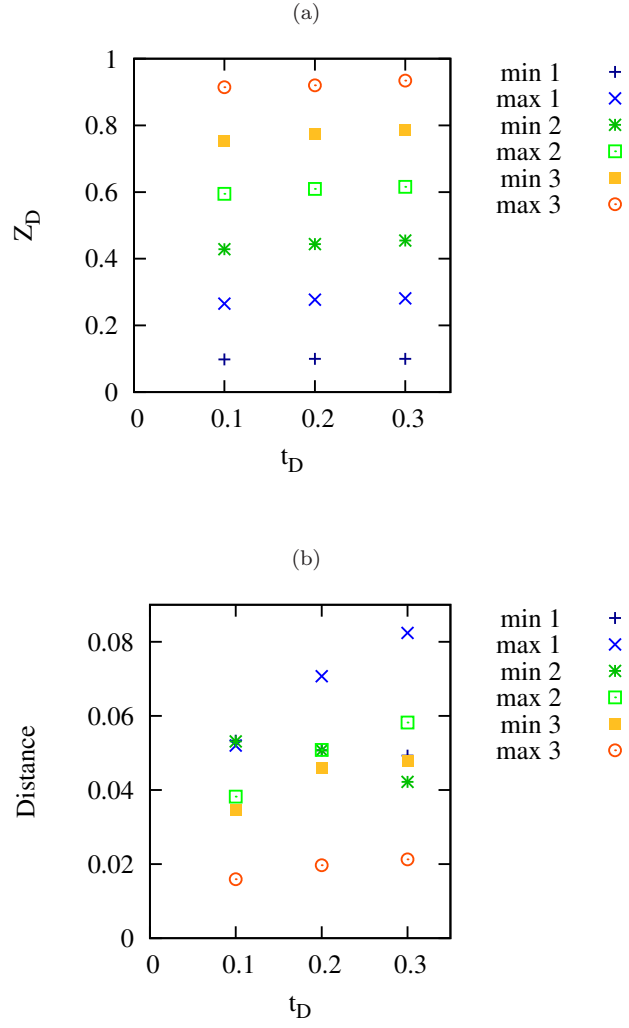 (a)
1
0.8
0.6
0.4
0.2
0
Z_D
0 0.1 0.2 0.3
t_D
min 1
max 1
min 2
max 2
min 3
max 3
(b)
0.08
0.06
0.04
0.02
0
Distance
0 0.1 0.2 0.3
t_D
min 1
max 1
min 2
max 2
min 3
max 3